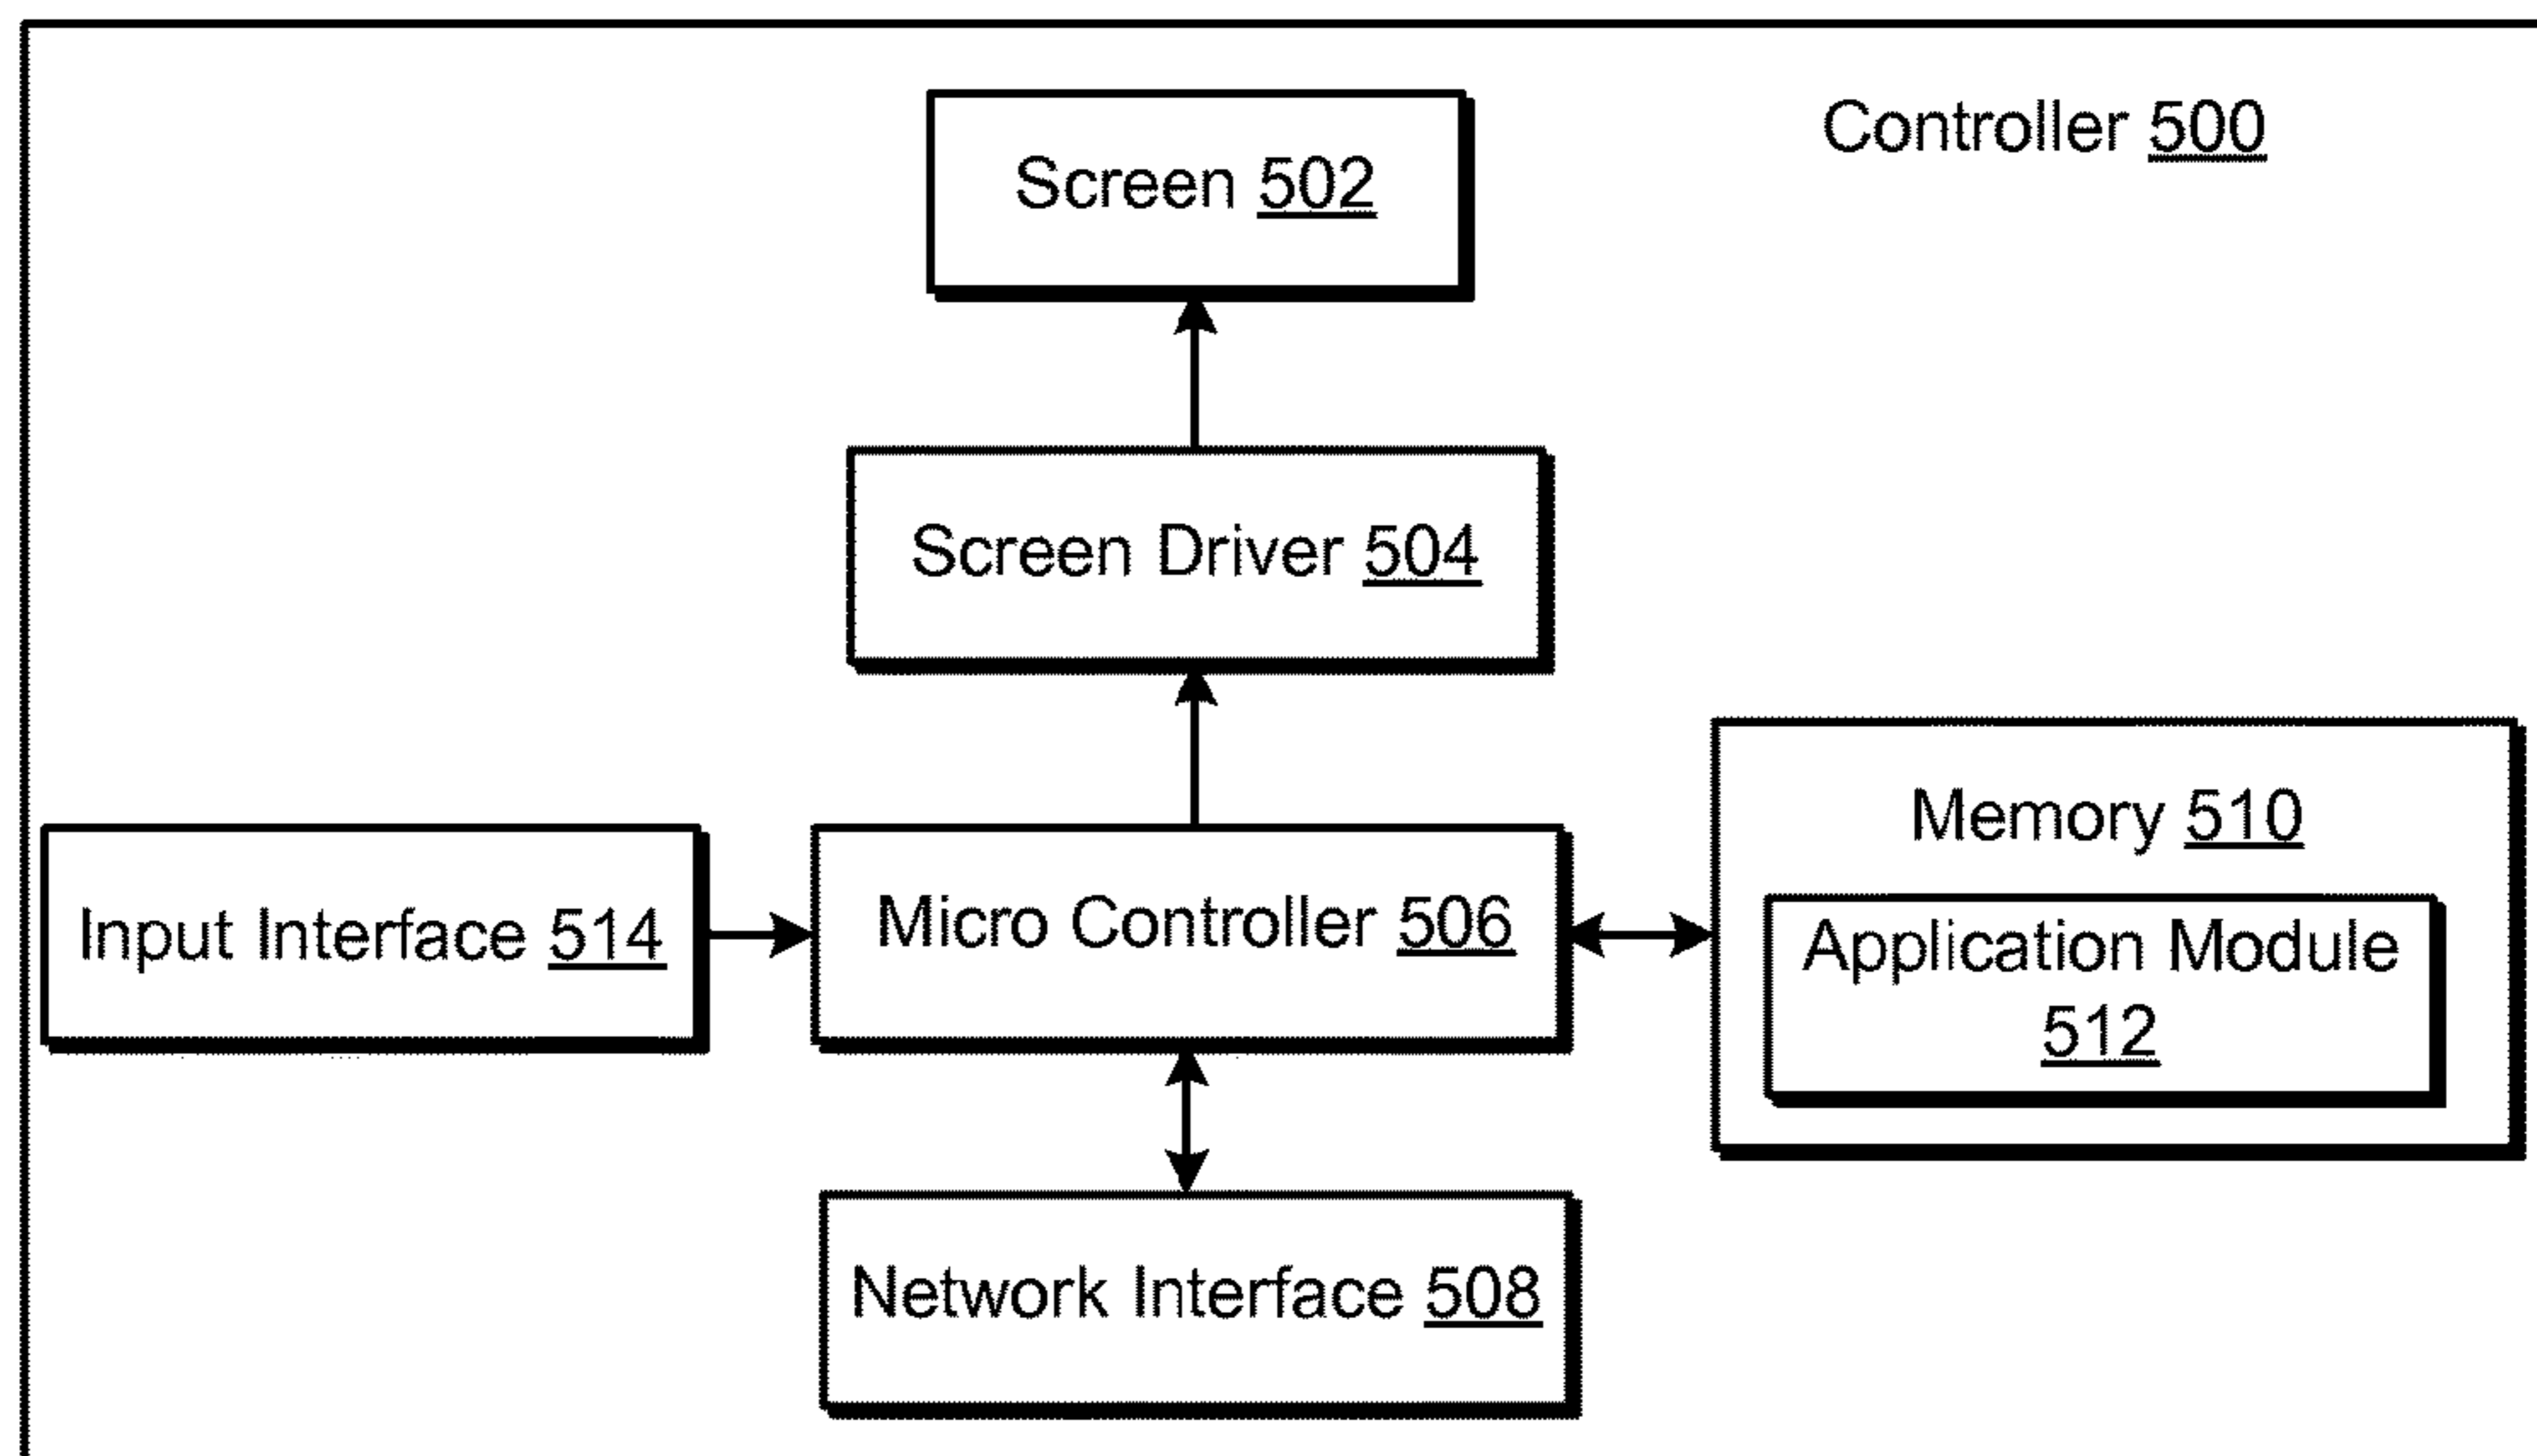 Controller 500
Screen 502
Screen Driver 504
Memory 510
Input Interface 514
Micro Controller 506
Application Module
512
Network Interface 508